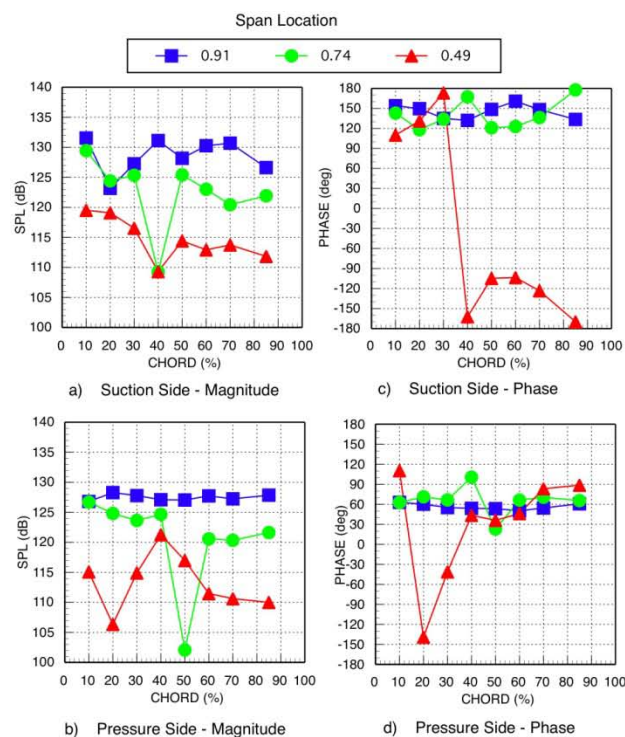 Span Location
0.91 0.74 0.49
140
135
130
125
120
115
110
105
100
SPL (dB)
0 10 20 30 40 50 60 70 80 90 100
CHORD (%)
a) Suction Side - Magnitude
180
150
120
90
60
30
0
-30
-60
-90
-120
-150
-180
PHASE (deg)
0 10 20 30 40 50 60 70 80 90 100
CHORD (%)
c) Suction Side - Phase
140
135
130
125
120
115
110
105
100
SPL (dB)
0 10 20 30 40 50 60 70 80 90 100
CHORD (%)
b) Pressure Side - Magnitude
180
150
120
90
60
30
0
-30
-60
-90
-120
-150
-180
PHASE (deg)
0 10 20 30 40 50 60 70 80 90 100
CHORD (%)
d) Pressure Side - Phase